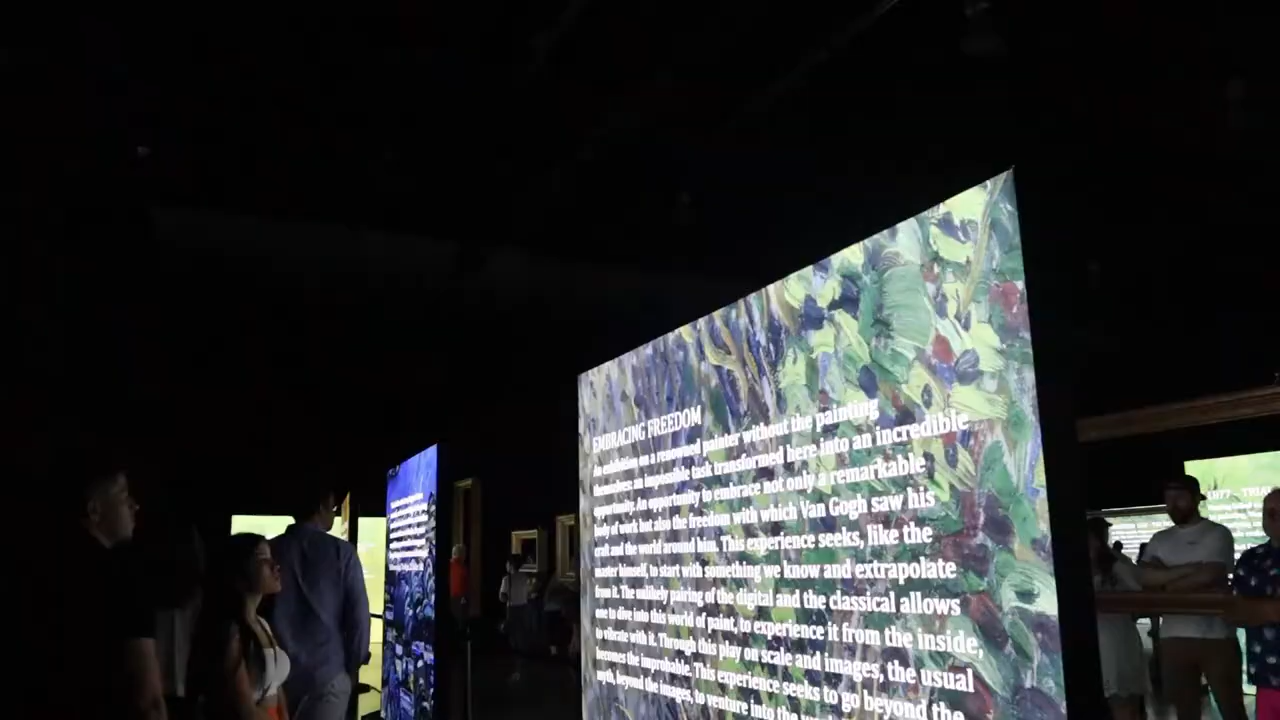 EMBRACING FREEDOM
An exhibition on a renowned painter without the painting
themselves: an impossible task transformed here into an incredible
opportunity. An opportunity to embrace not only a remarkable
body of work but also the freedom with which Van Gogh saw his
craft and the world around him. This experience seeks, like the
master himself, to start with something we know and extrapolate
from it. The unlikely pairing of the digital and the classical allows
one to dive into this world of paint, to experience it from the inside,
to vibrate with it. Through this play on scale and images, the usual
becomes the improbable. This experience seeks to go beyond the
myth, beyond the images, to venture into the
1877 – TRIAL